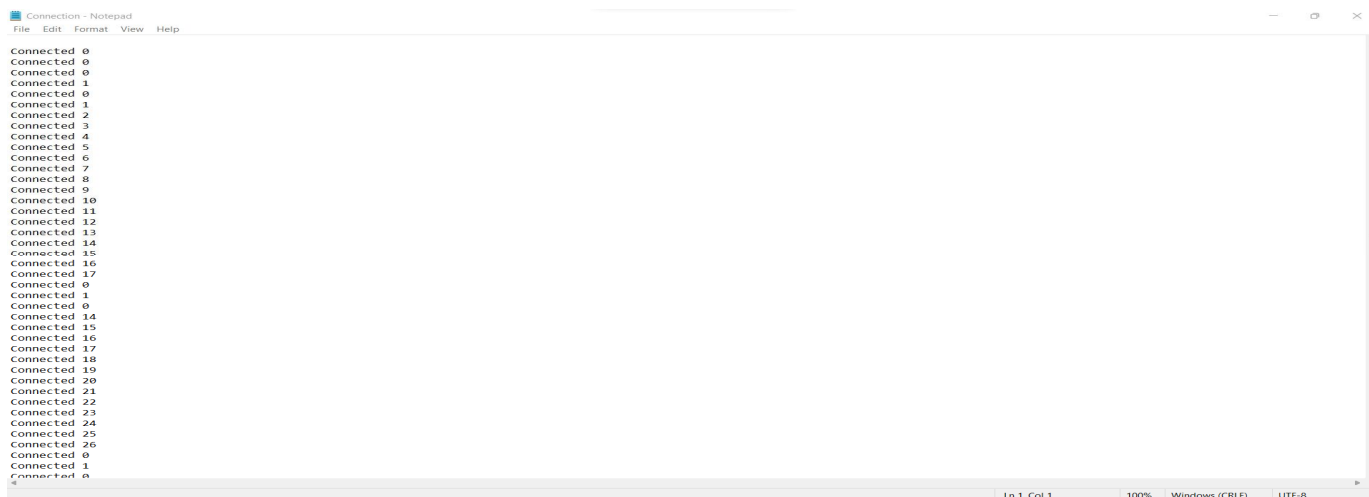 Connection - Notepad
File Edit Format View Help
Connected 0
Connected 0
Connected 0
Connected 1
Connected 0
Connected 1
Connected 2
Connected 3
Connected 4
Connected 5
Connected 6
Connected 7
Connected 8
Connected 9
Connected 10
Connected 11
Connected 12
Connected 13
Connected 14
Connected 15
Connected 16
Connected 17
Connected 0
Connected 1
Connected 0
Connected 14
Connected 15
Connected 16
Connected 17
Connected 18
Connected 19
Connected 20
Connected 21
Connected 22
Connected 23
Connected 24
Connected 25
Connected 26
Connected 0
Connected 1
Connected 0
Ln 1, Col 1 100% Windows (CRLF) UTF-8